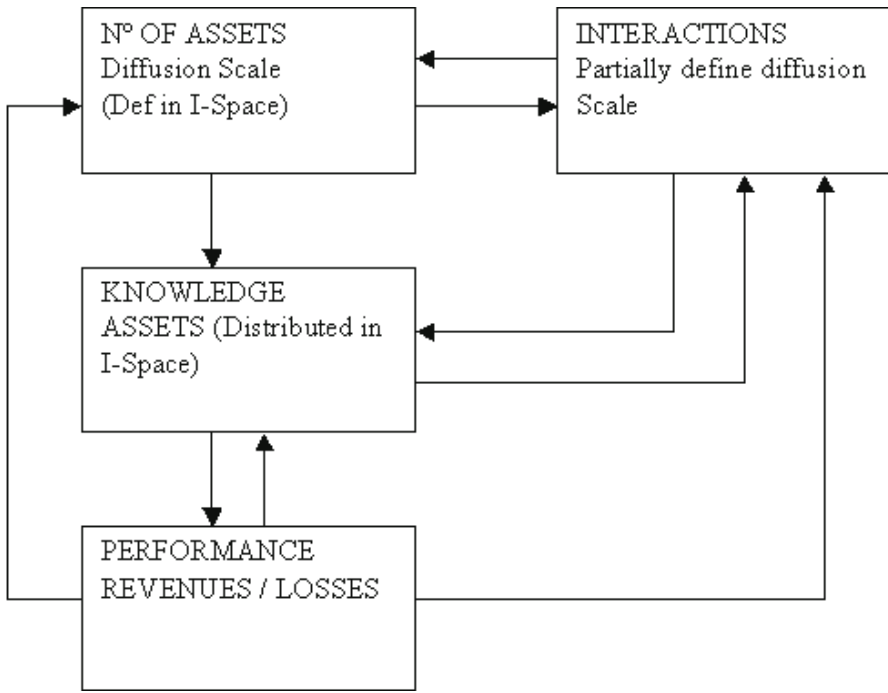 Nº OF ASSETS
Diffusion Scale
(Def in I-Space)
INTERACTIONS
Partially define diffusion
Scale
KNOWLEDGE
ASSETS (Distributed in
I-Space)
PERFORMANCE
REVENUES / LOSSES